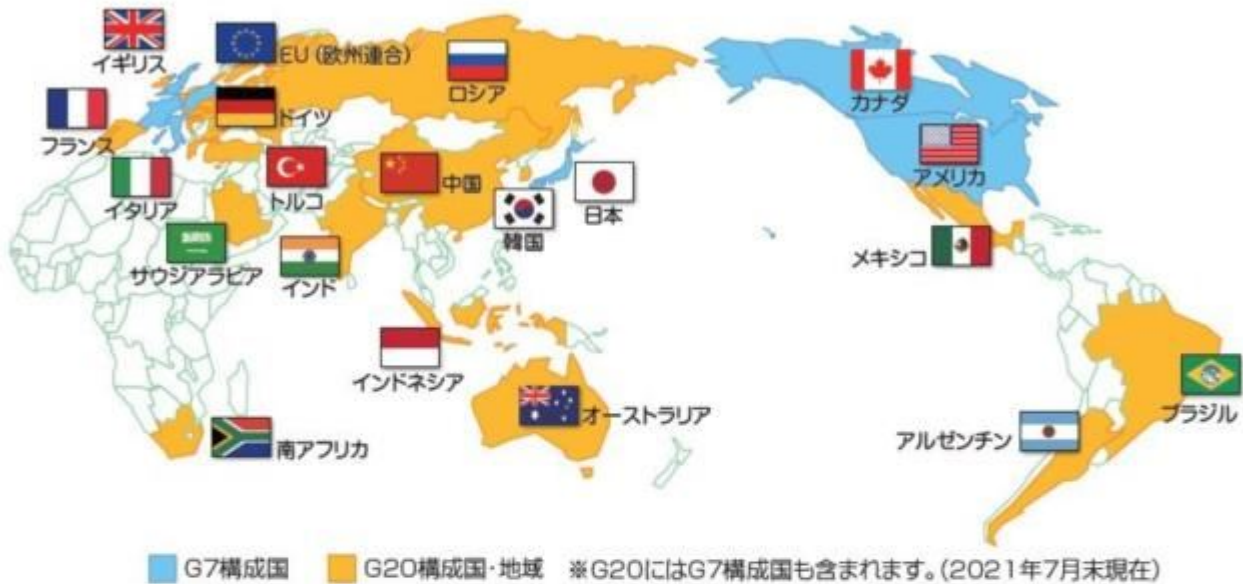 イギリス
EU(欧州連合)
ロシア
カナダ
フランス
ドイツ
アメリカ
イタリア
トルコ
中国
日本
韓国
サウジアラビア
インド
メキシコ
インドネシア
オーストラリア
ブラジル
南アフリカ
アルゼンチン
G7構成国 G20構成国・地域 ※G20にはG7構成国も含まれます。(2021年7月末現在)